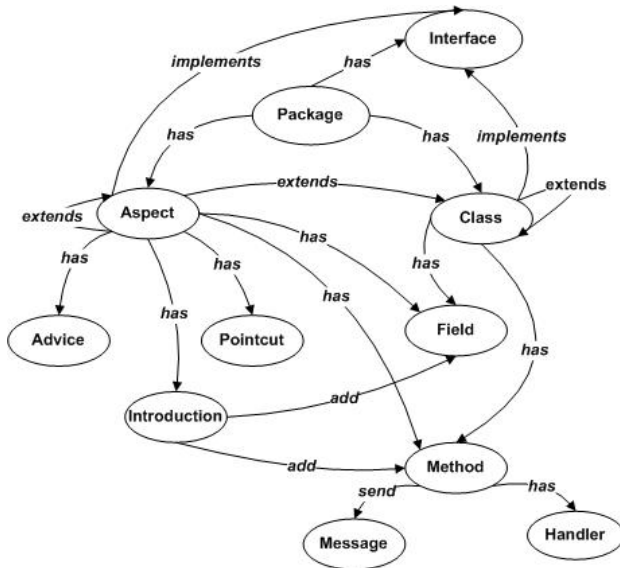 Interface
implements
has
Package
has
has
implements
extends
extends
extends
Aspect
Class
has
has
has
has
has
has
Advice
Pointcut
Field
has
add
Introduction
add
Method
send
has
Message
Handler